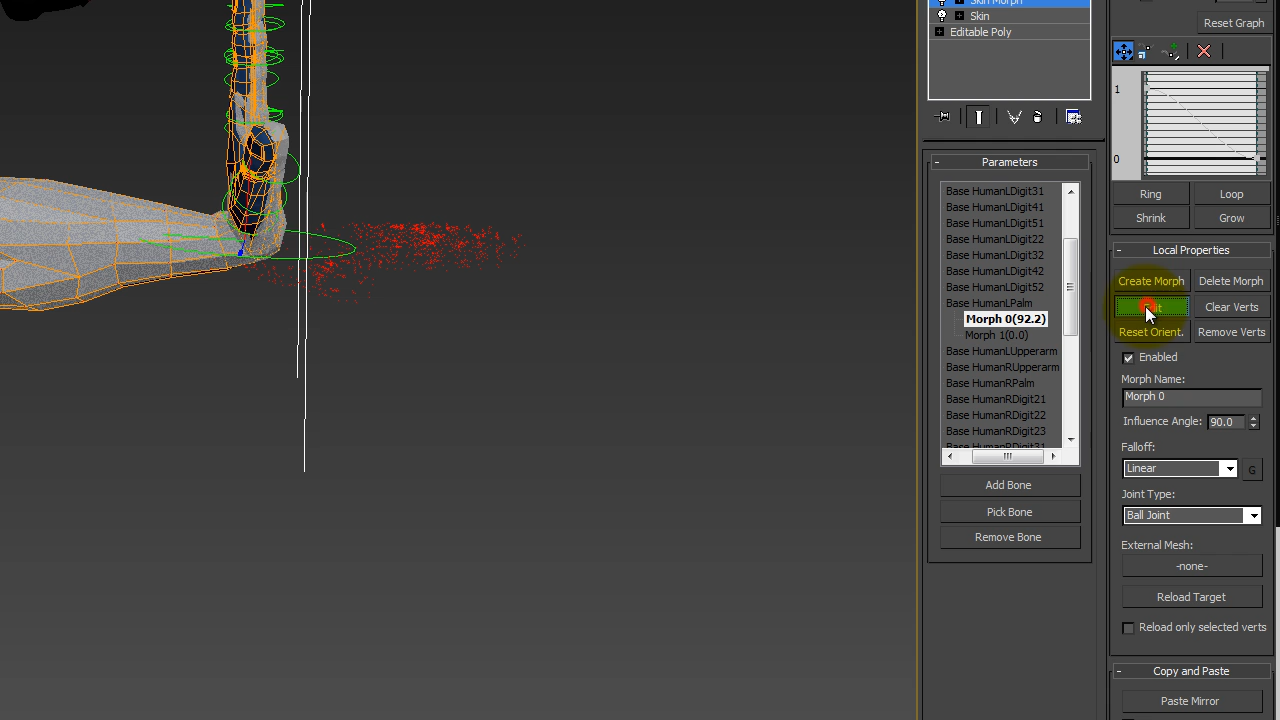 Skin Morph
Skin
Editable Poly
Reset Graph
1
0
Ring
Loop
Shrink
Grow
Parameters
Base HumanLDigit31
Base HumanLDigit41
Base HumanLDigit51
Base HumanLDigit22
Base HumanLDigit32
Base HumanLDigit42
Base HumanLDigit52
Base HumanLPalm
Morph 0(92.2)
Morph 1(0.0)
Base HumanLUpperarm
Base HumanRUpperarm
Base HumanRPalm
Base HumanRDigit21
Base HumanRDigit22
Base HumanRDigit23
Base HumanRDigit31
Add Bone
Pick Bone
Remove Bone
Local Properties
Create Morph
Delete Morph
Clear Verts
Reset Orient.
Remove Verts
Enabled
Morph Name:
Morph 0
Influence Angle: 90.0
Falloff:
Linear
G
Joint Type:
Ball Joint
External Mesh:
-none-
Reload Target
Reload only selected verts
Copy and Paste
Paste Mirror